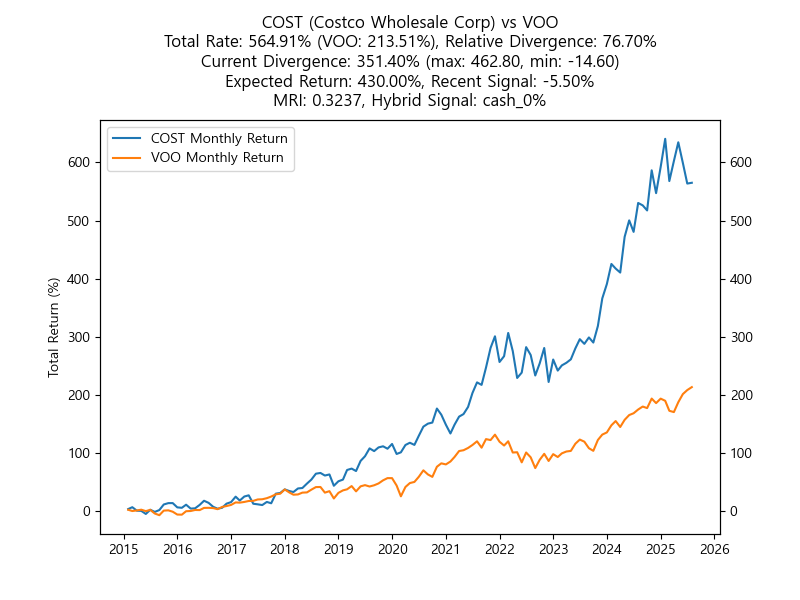 COST (Costco Wholesale Corp) vs VOO
Total Rate: 564.91% (VOO: 213.51%), Relative Divergence: 76.70%
Current Divergence: 351.40% (max: 462.80, min: -14.60)
Expected Return: 430.00%, Recent Signal: -5.50%
MRI: 0.3237, Hybrid Signal: cash_0%
COST Monthly Return
VOO Monthly Return
Total Return (%)
600 600
500 500
400 400
300 300
200 200
100 100
0 0
2015 2016 2017 2018 2019 2020 2021 2022 2023 2024 2025 2026